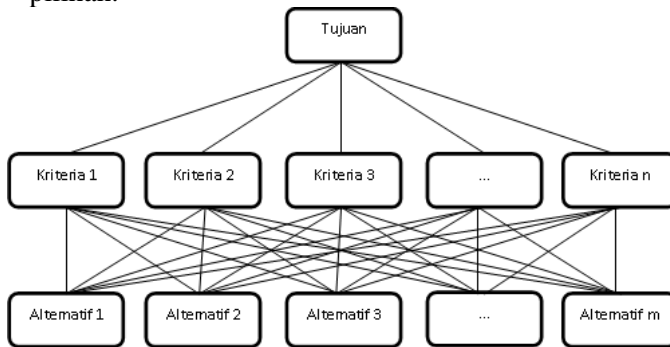 Tujuan
Kriteria 1
Kriteria 2
Kriteria 3
...
Kriteria n
Alternatif 1
Alternatif 2
Alternatif 3
...
Alternatif m